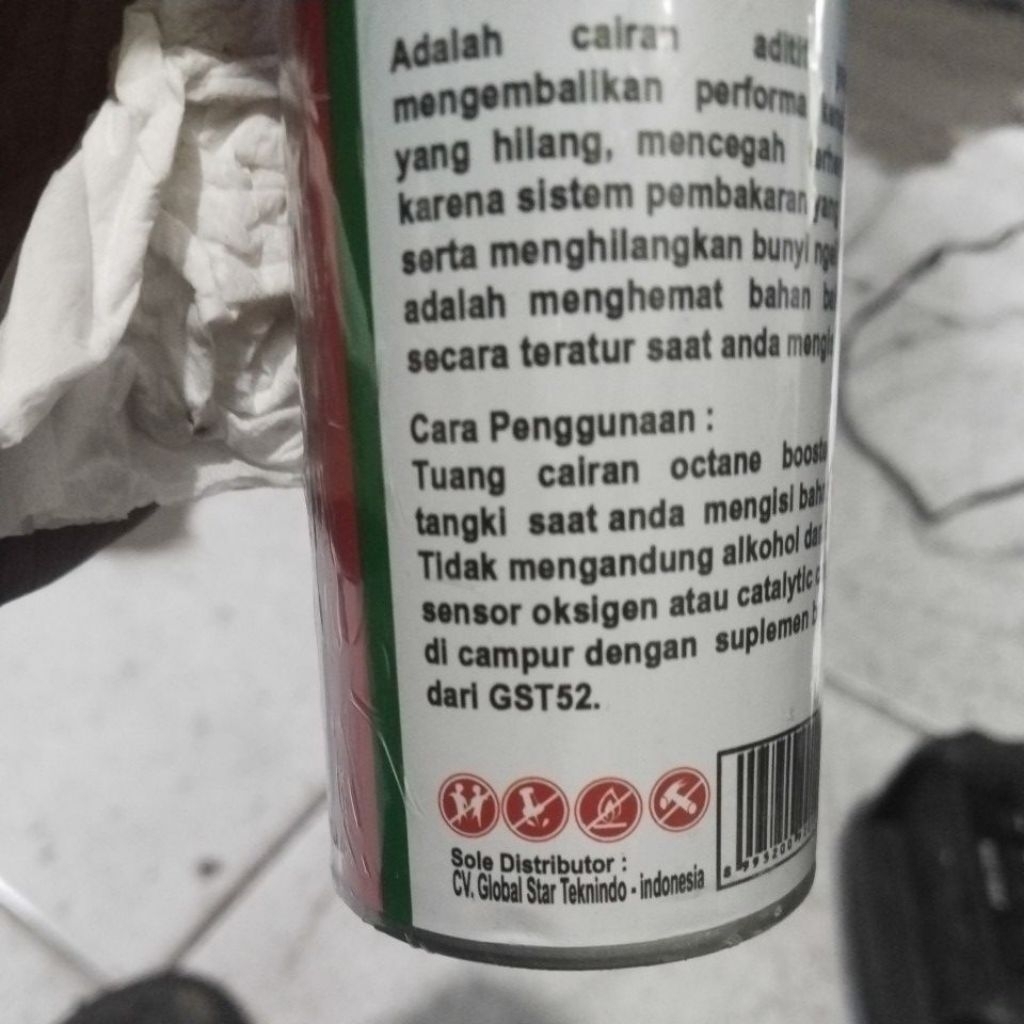 Adalah cairan
mengembalikan performa
yang hilang, mencegah
karena sistem pembakaran yang
serta menghilangkan bunyi
adalah menghemat bahan
secara teratur saat anda
Cara Penggunaan :
Tuang cairan octane
tangki saat anda mengisi
Tidak mengandung alkohol
sensor oksigen atau catalytic
di campur dengan suplemen
dari GST52.
Sole Distributor :
CV. Global Star Teknindo - indonesia